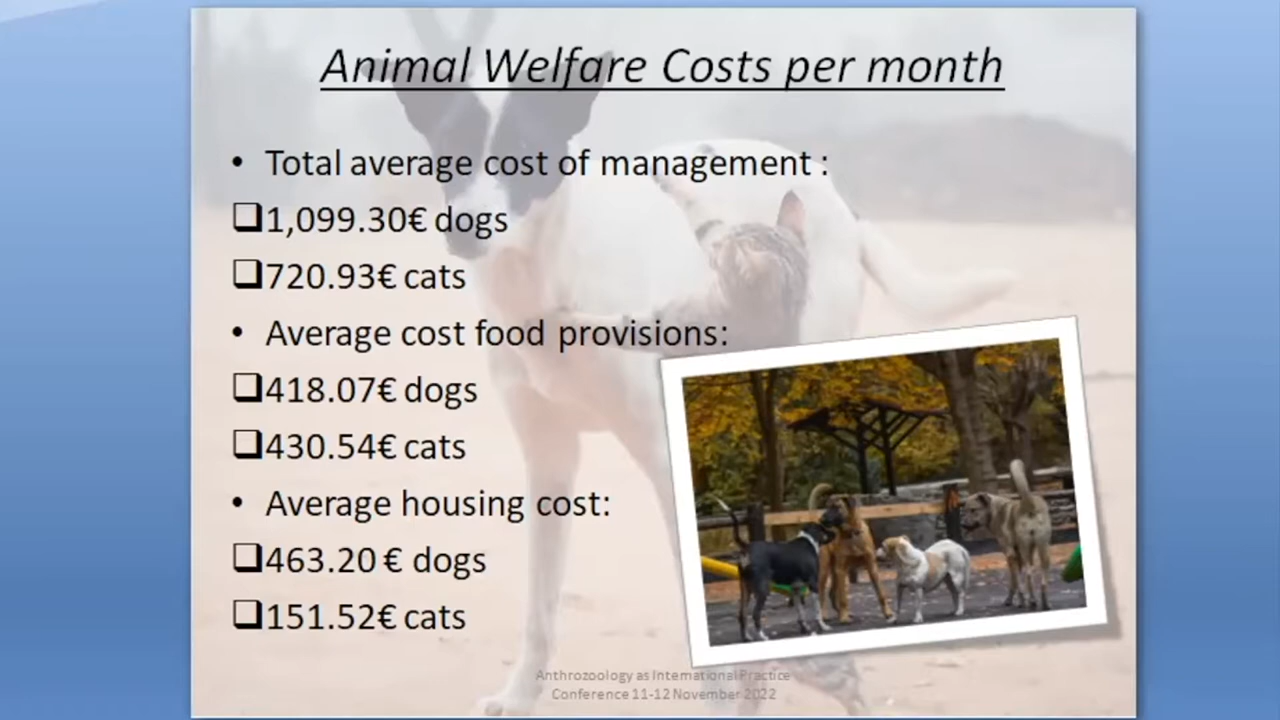 Animal Welfare Costs per month
• Total average cost of management :
❑1,099.30€ dogs
❑720.93€ cats
• Average cost food provisions:
❑418.07€ dogs
❑430.54€ cats
• Average housing cost:
❑463.20 € dogs
❑151.52€ cats
Anthrozoology as International Practice
Conference 11-12 November 2022